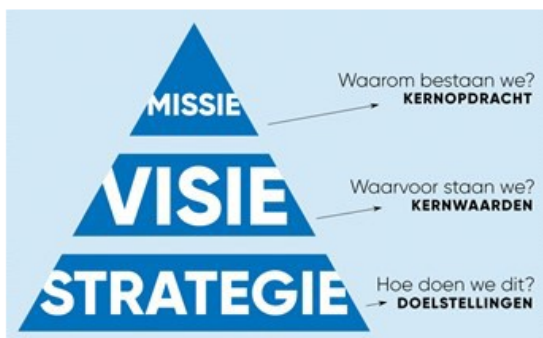 MISSIE
Waarom bestaan we?
KERNOPDRACHT
VISIE
Waarvoor staan we?
KERNWAARDEN
STRATEGIE
Hoe doen we dit?
DOELSTELLINGEN